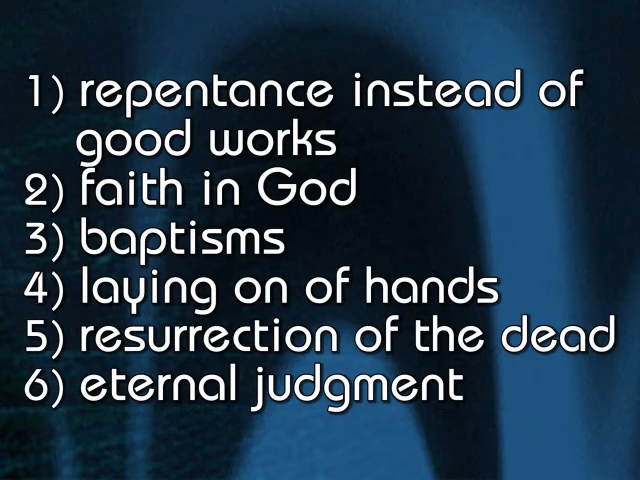 1) repentance instead of
good works
2) faith in God
3) baptisms
4) laying on of hands
5) resurrection of the dead
6) eternal judgment